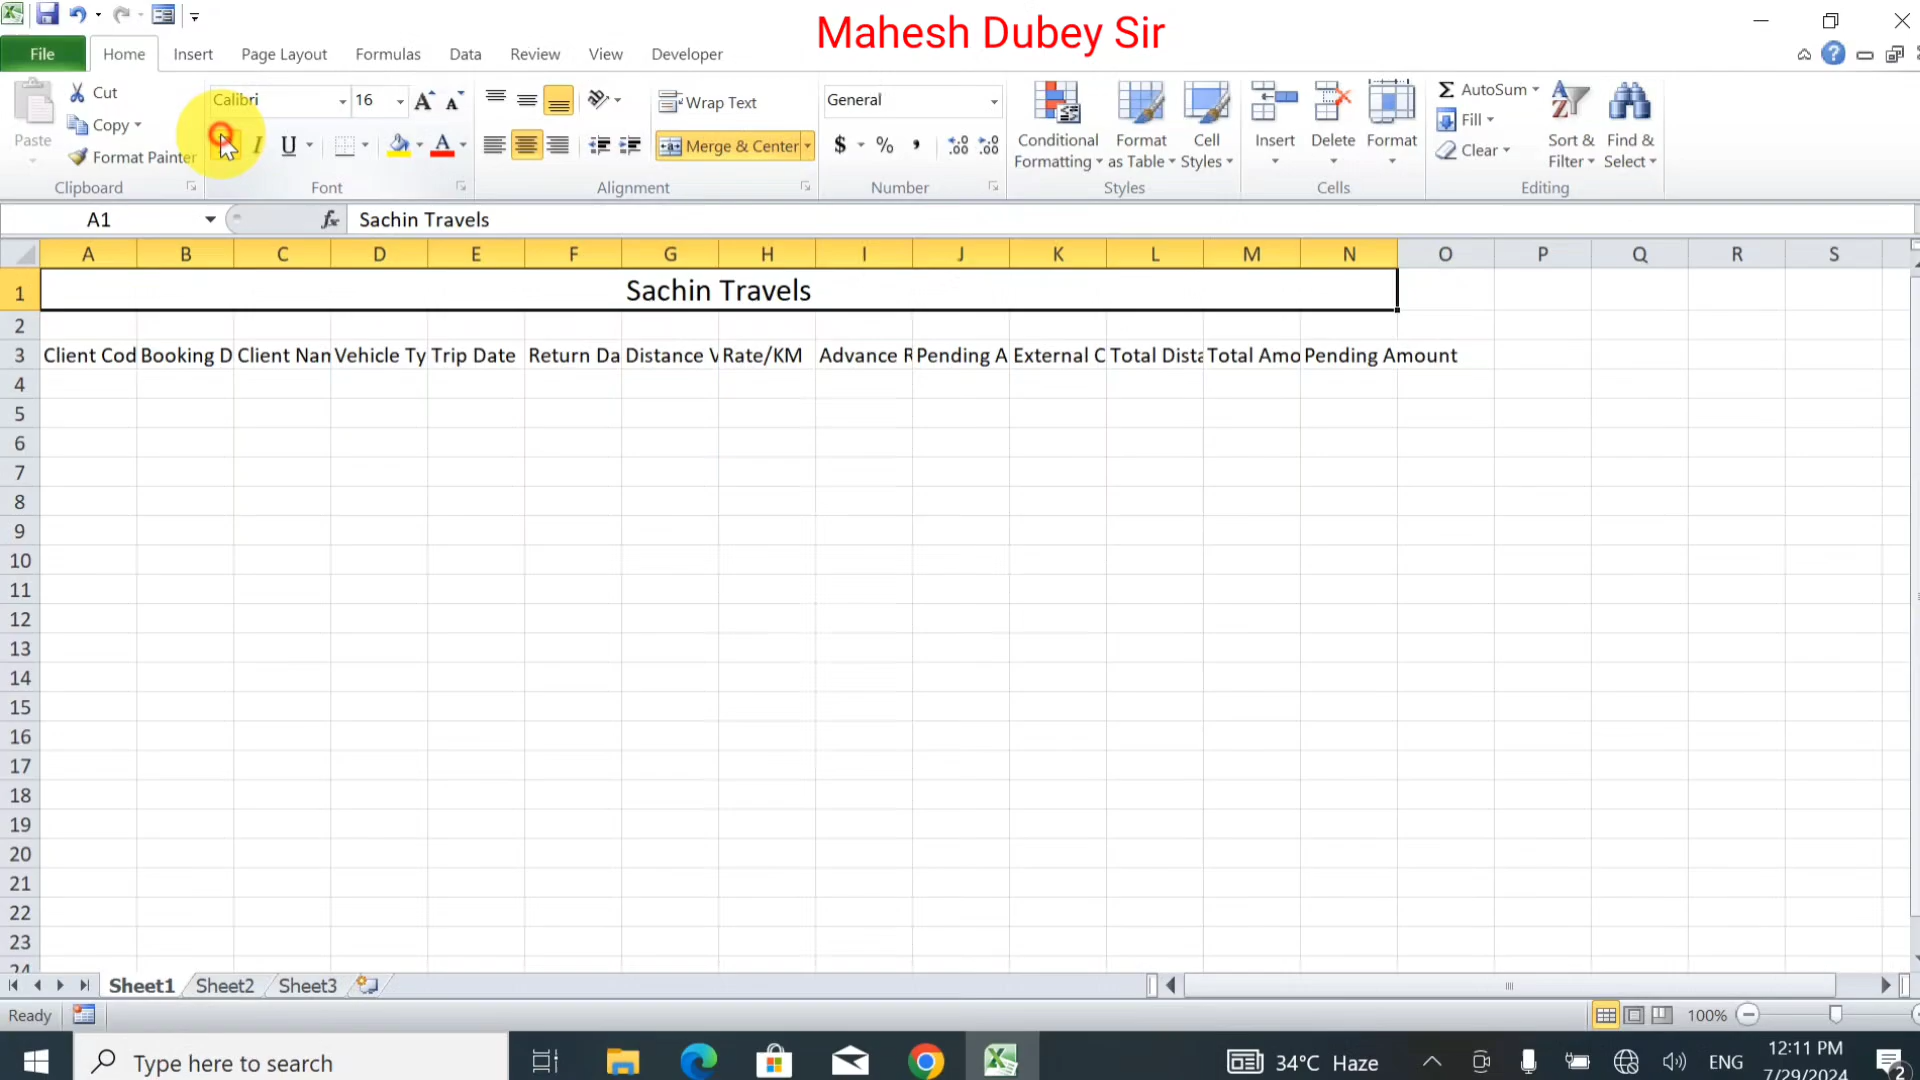 Mahesh Dubey Sir
File Home Insert Page Layout Formulas Data Review View Developer
Paste
Cut
Copy
Format Painter
Clipboard
Calibri 16
I U A
Font
Wrap Text
Merge & Center
Alignment
General
$ % ,
Number
Conditional Formatting
Format as Table
Cell Styles
Styles
Insert Delete Format
Cells
Σ AutoSum
Fill
Clear
Sort & Filter
Find & Select
Editing
A1 fx Sachin Travels
A B C D E F G H I J K L M N O P Q R S
1 Sachin Travels
2
3 Client Cod Booking D Client Nan Vehicle Ty Trip Date Return Da Distance V Rate/KM Advance R Pending A External C Total Dista Total Amo Pending Amount
4
5
6
7
8
9
10
11
12
13
14
15
16
17
18
19
20
21
22
23
24
Sheet1 Sheet2 Sheet3
Ready 100%
Type here to search 34°C Haze ENG 12:11 PM
7/29/2024 2